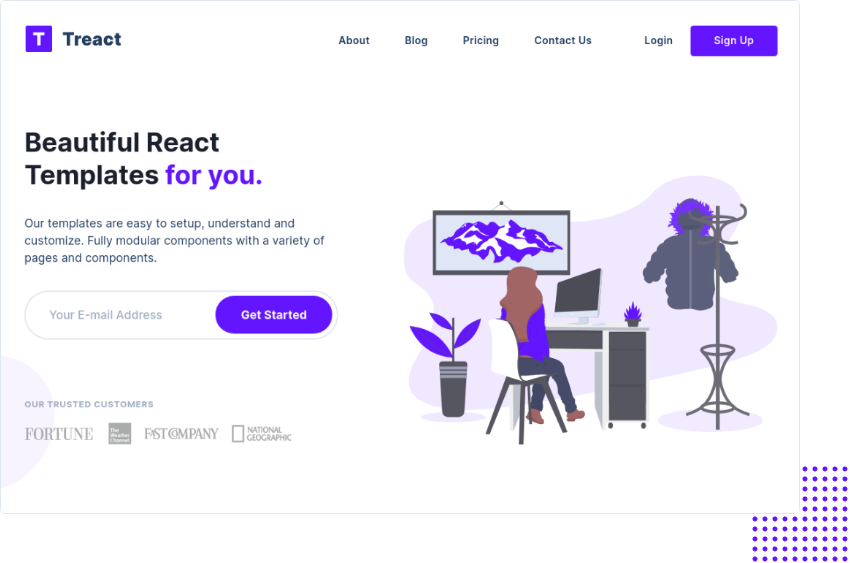 T Treact
About Blog Pricing Contact Us Login Sign Up
Beautiful React
Templates for you.
Our templates are easy to setup, understand and
customize. Fully modular components with a variety of
pages and components.
Your E-mail Address Get Started
OUR TRUSTED CUSTOMERS
FORTUNE
The
Weather
Channel
FAST COMPANY
NATIONAL
GEOGRAPHIC